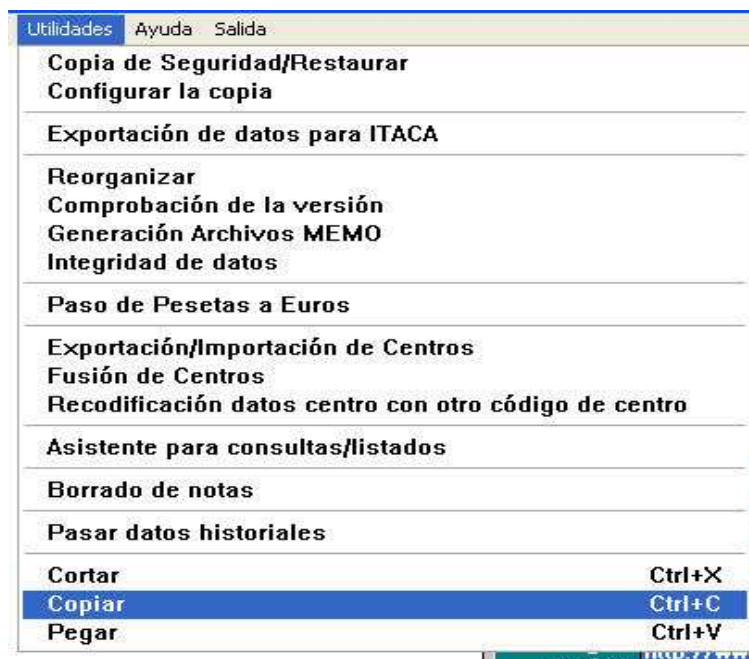 Utilidades Ayuda Salida
Copia de Seguridad/Restaurar
Configurar la copia
Exportación de datos para ITACA
Reorganizar
Comprobación de la versión
Generación Archivos MEMO
Integridad de datos
Paso de Pesetas a Euros
Exportación/Importación de Centros
Fusión de Centros
Recodificación datos centro con otro código de centro
Asistente para consultas/listados
Borrado de notas
Pasar datos historiales
Cortar Ctrl+X
Copiar Ctrl+C
Pegar Ctrl+V